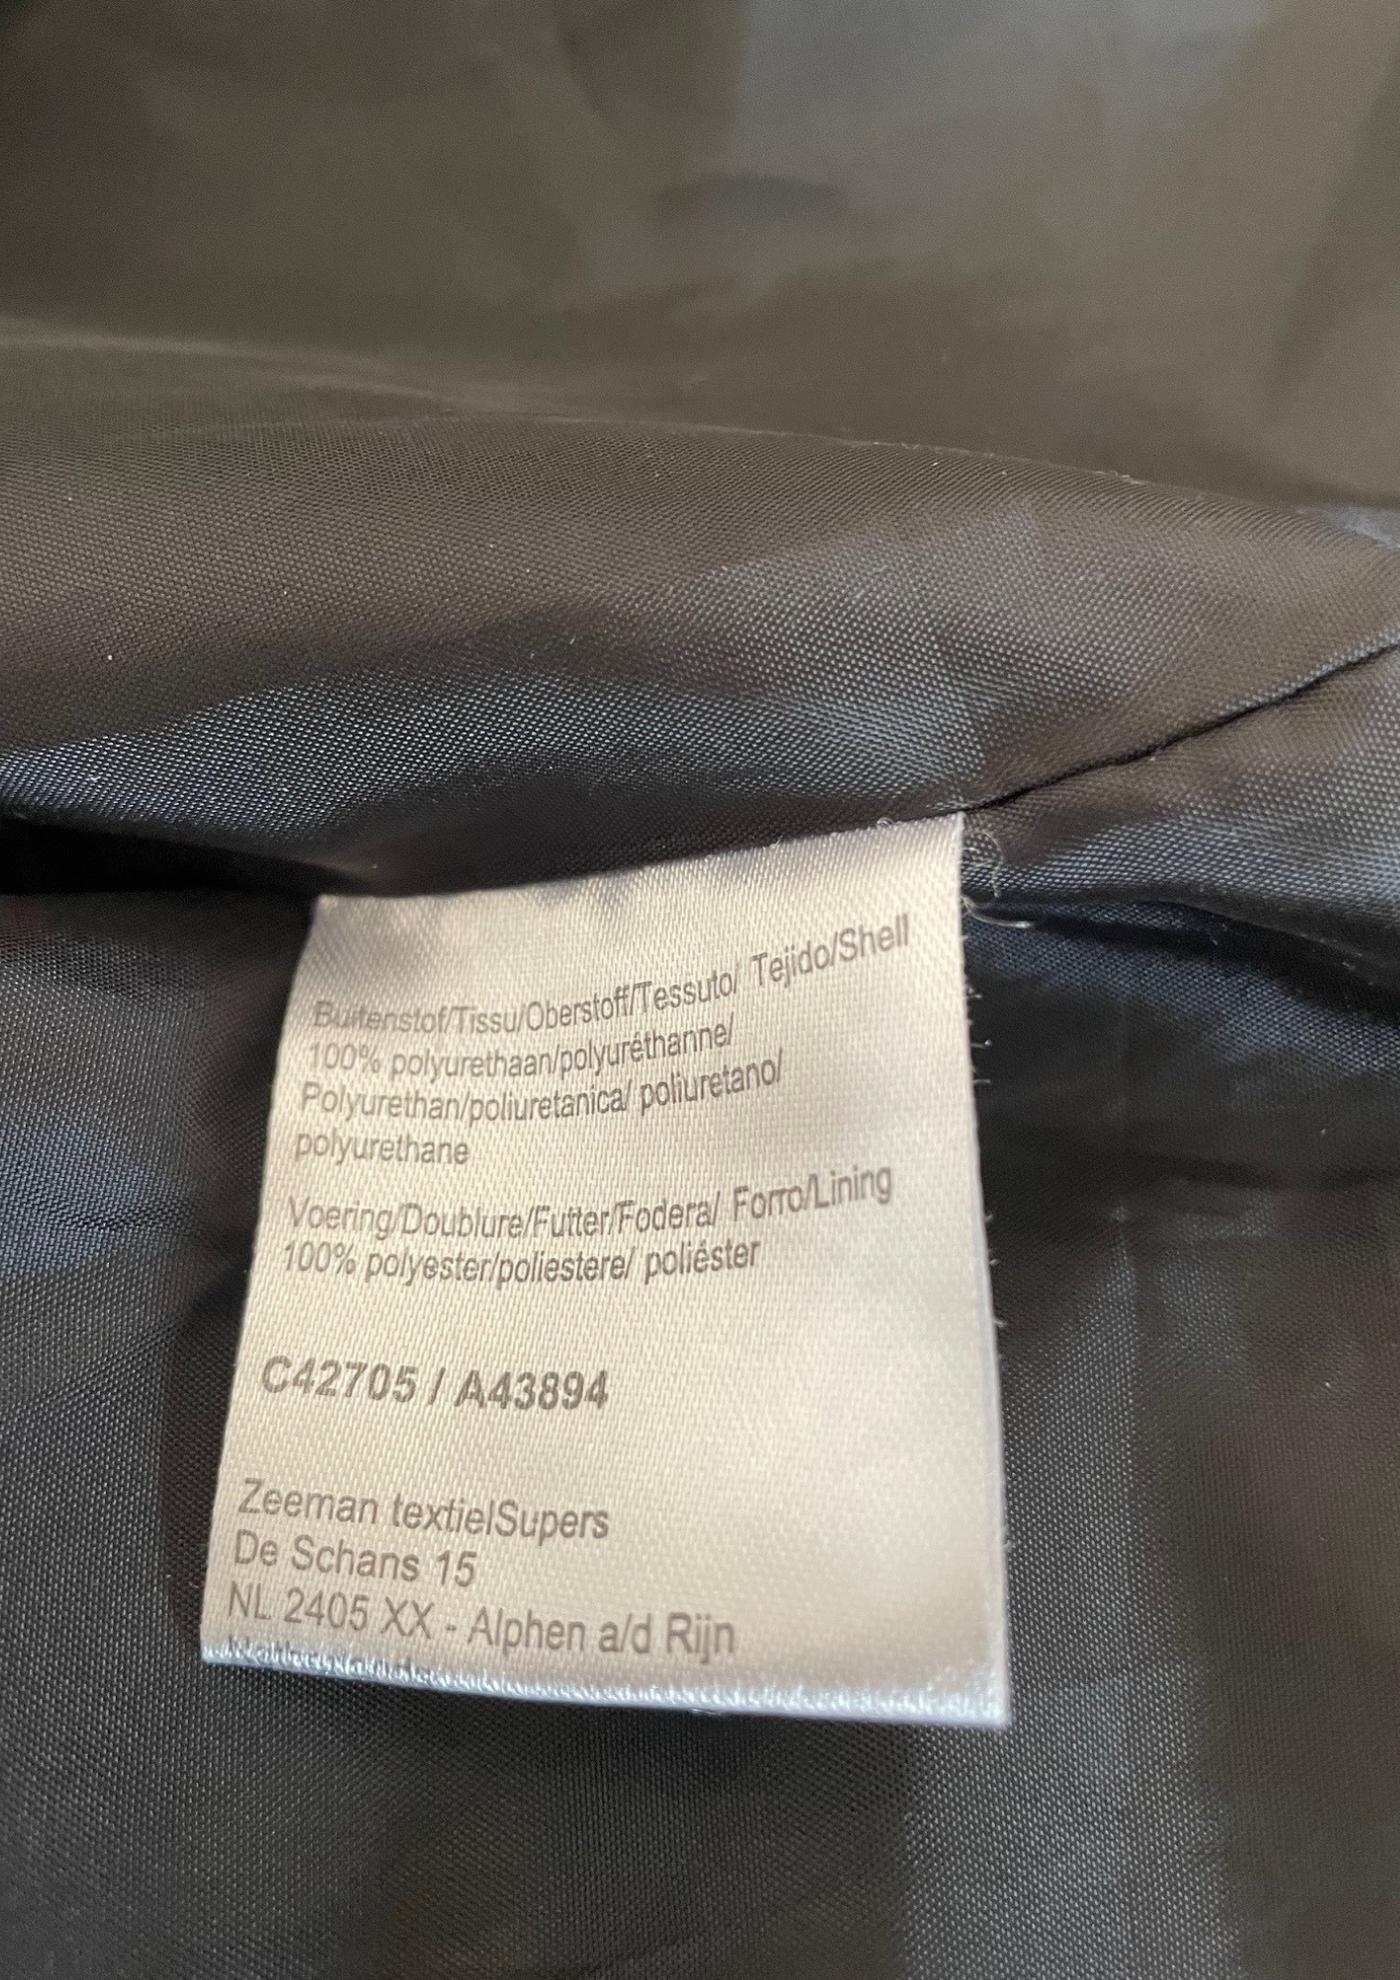 Buitenstof/Tissu/Oberstoff/Tessuto/ Tejido/Shell
100% polyurethaan/polyuréthanne/
Polyurethan/poliuretanica/ poliuretano/
polyurethane
Voering/Doublure/Futter/Fodera/ Forro/Lining
100% polyester/poliestere/ poliéster
C42705 / A43894
Zeeman textielSupers
De Schans 15
NL 2405 XX - Alphen a/d Rijn